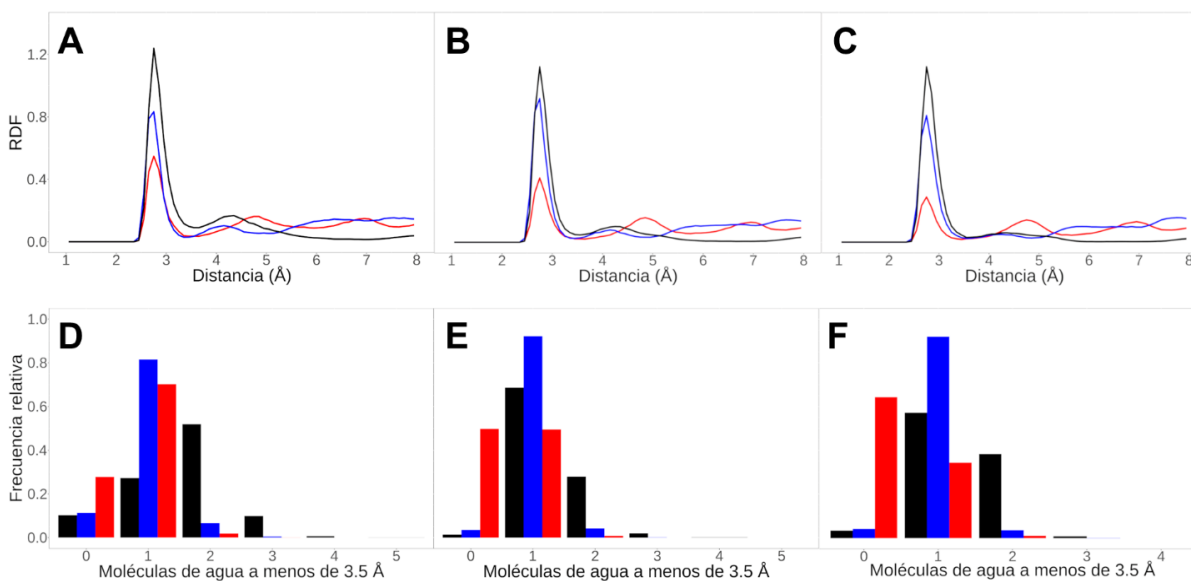 A
B
C
RDF
1.2
0.8
0.4
0.0
1 2 3 4 5 6 7 8
1 2 3 4 5 6 7 8
1 2 3 4 5 6 7 8
Distancia (Å)
Distancia (Å)
Distancia (Å)
D
E
F
Frecuencia relativa
1.0
0.8
0.6
0.4
0.2
0.0
0 1 2 3 4 5
0 1 2 3 4 5
0 1 2 3 4
Moléculas de agua a menos de 3.5 Å
Moléculas de agua a menos de 3.5 Å
Moléculas de agua a menos de 3.5 Å